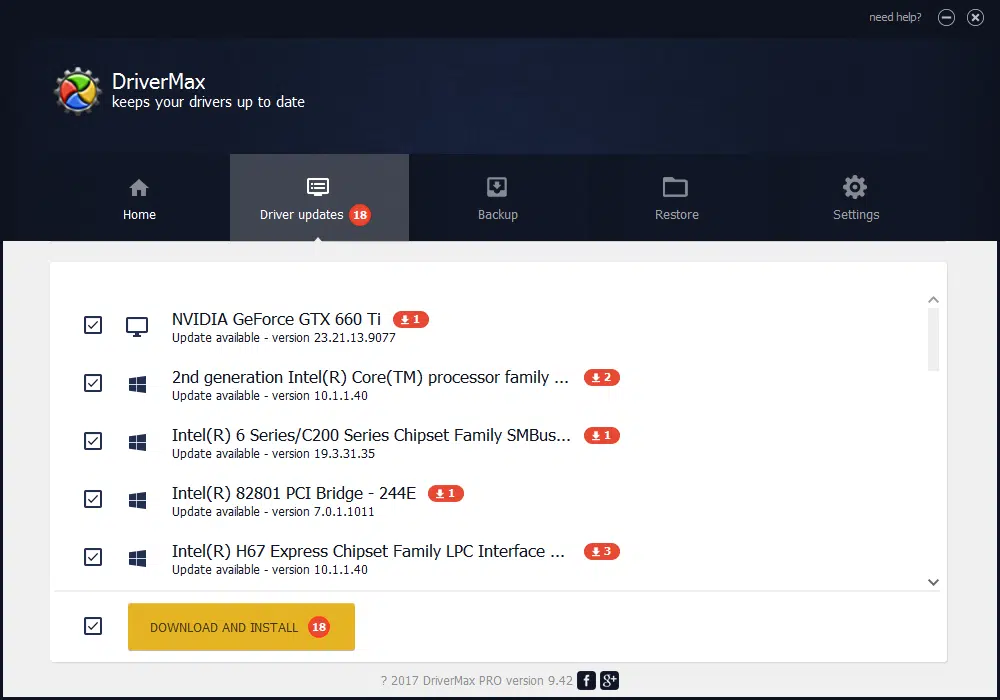 need help?
DriverMax
keeps your drivers up to date
Home
Driver updates 18
Backup
Restore
Settings
NVIDIA GeForce GTX 660 Ti 1
Update available - version 23.21.13.9077
2nd generation Intel(R) Core(TM) processor family ... 2
Update available - version 10.1.1.40
Intel(R) 6 Series/C200 Series Chipset Family SMBus... 1
Update available - version 19.3.31.35
Intel(R) 82801 PCI Bridge - 244E 1
Update available - version 7.0.1.1011
Intel(R) H67 Express Chipset Family LPC Interface ... 3
Update available - version 10.1.1.40
DOWNLOAD AND INSTALL 18
? 2017 DriverMax PRO version 9.42 f g+